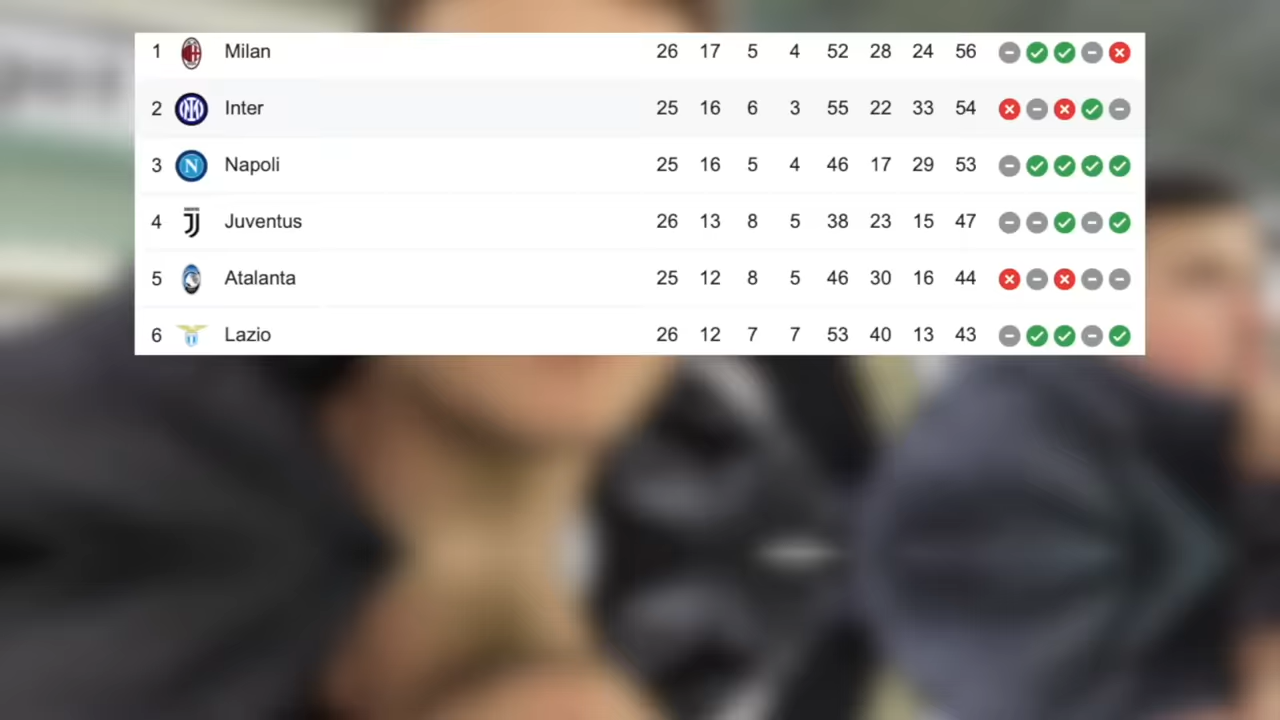 1 Milan 26 17 5 4 52 28 24 56
2 Inter 25 16 6 3 55 22 33 54
3 N Napoli 25 16 5 4 46 17 29 53
4 Juventus 26 13 8 5 38 23 15 47
5 Atalanta 25 12 8 5 46 30 16 44
6 Lazio 26 12 7 7 53 40 13 43